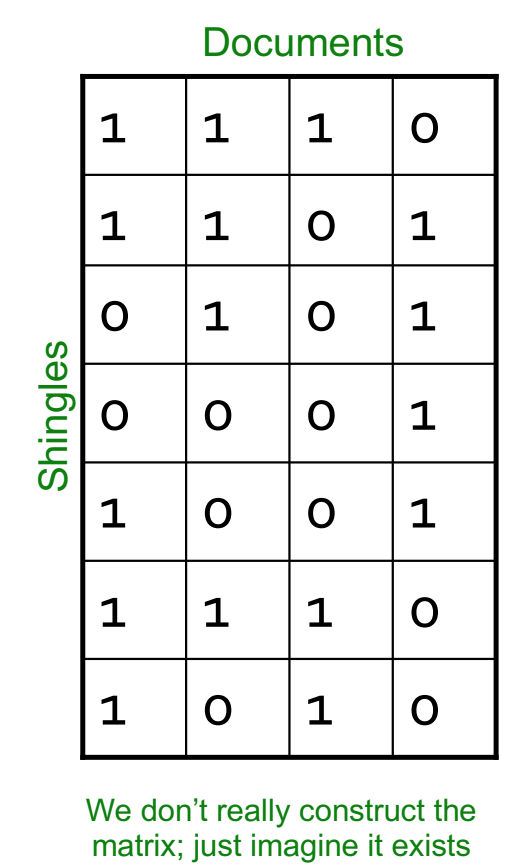 Documents
Shingles
1 1 1 0
1 1 0 1
0 1 0 1
0 0 0 1
1 0 0 1
1 1 1 0
1 0 1 0
We don’t really construct the
matrix; just imagine it exists